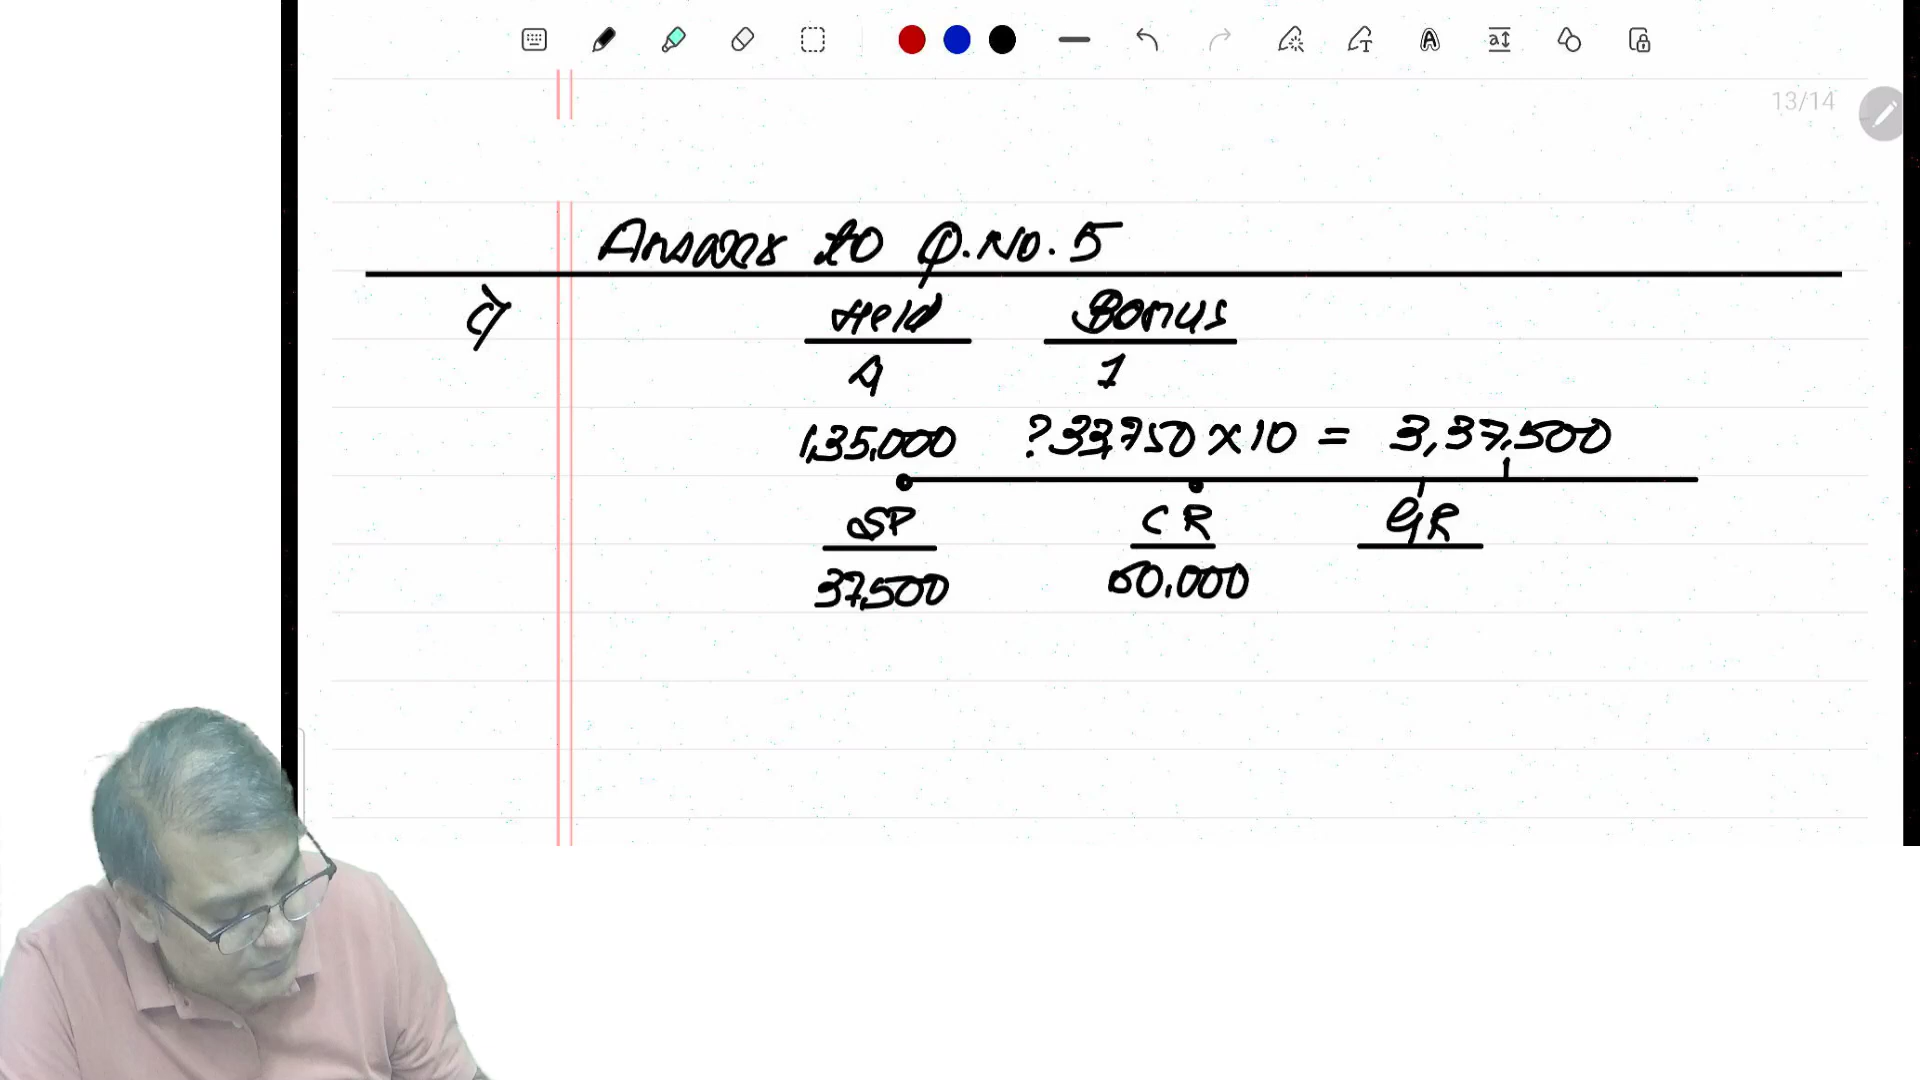 13/14
Answer to Q.No.5
c) Held Bonus
4 1
1,35,000 ? 33,750 × 10 = 3,37,500
SP CR GR
37,500 60,000